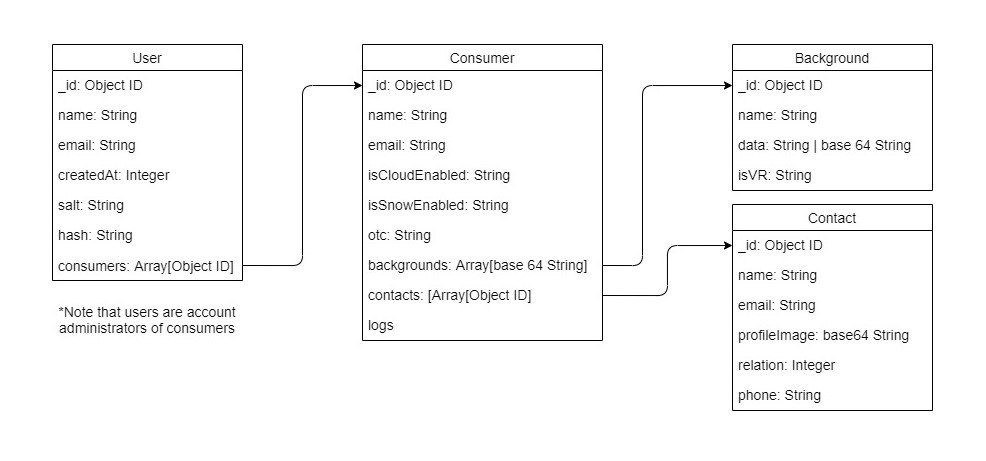 User
_id: Object ID
name: String
email: String
createdAt: Integer
salt: String
hash: String
consumers: Array[Object ID]
*Note that users are account
administrators of consumers
Consumer
_id: Object ID
name: String
email: String
isCloudEnabled: String
isSnowEnabled: String
otc: String
backgrounds: Array[base 64 String]
contacts: [Array[Object ID]
logs
Background
_id: Object ID
name: String
data: String | base 64 String
isVR: String
Contact
_id: Object ID
name: String
email: String
profileImage: base64 String
relation: Integer
phone: String